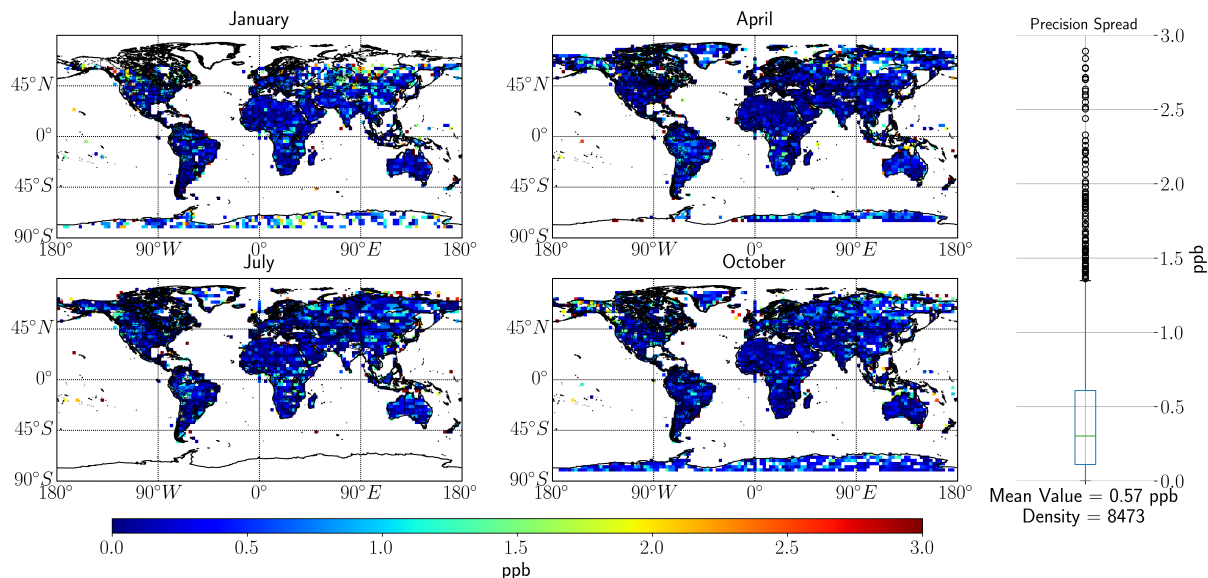 January
45°N
0°
45°S
90°S
180°
90°W
0°
90°E
180°
April
45°N
0°
45°S
90°S
180°
90°W
0°
90°E
180°
July
45°N
0°
45°S
90°S
180°
90°W
0°
90°E
180°
October
45°N
0°
45°S
90°S
180°
90°W
0°
90°E
180°
0.0 0.5 1.0 1.5 2.0 2.5 3.0
ppb
Precision Spread
3.0
2.5
2.0
1.5
1.0
0.5
0.0
ppb
Mean Value = 0.57 ppb
Density = 8473